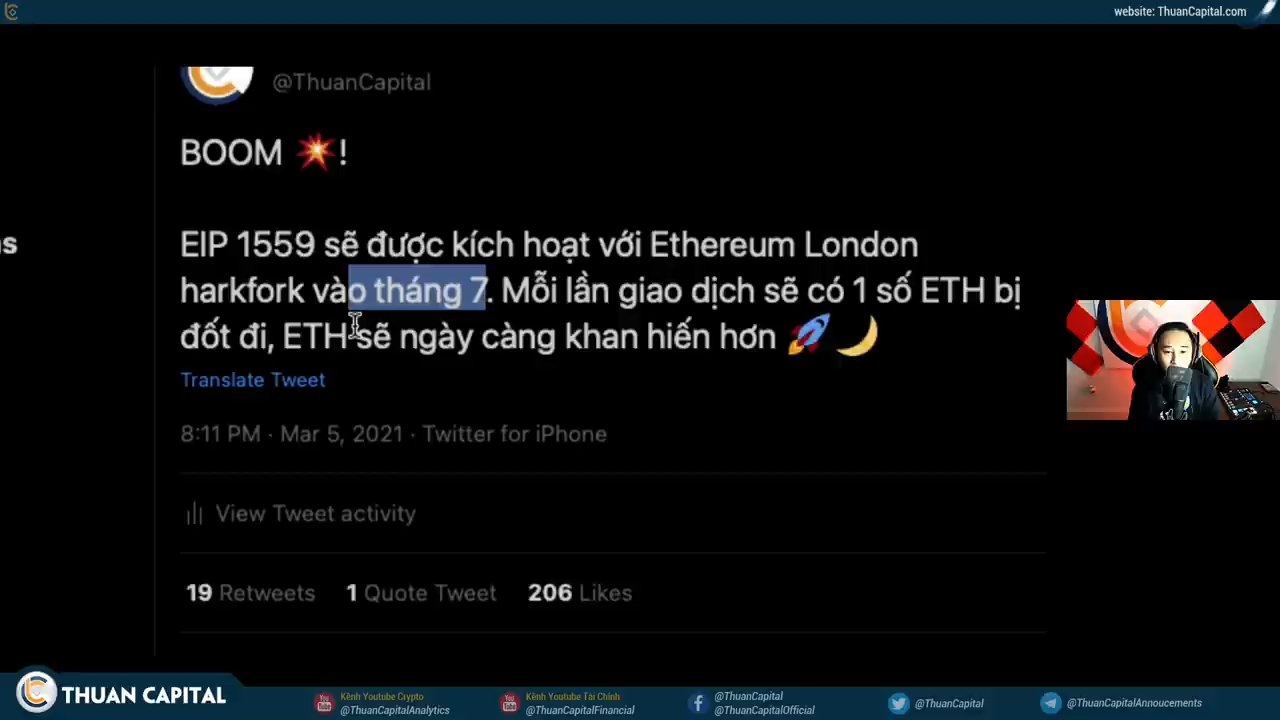 website: ThuanCapital.com
@ThuanCapital
BOOM 💥!
EIP 1559 sẽ được kích hoạt với Ethereum London
harkfork vào tháng 7. Mỗi lần giao dịch sẽ có 1 số ETH bị
đốt đi, ETH sẽ ngày càng khan hiến hơn 🚀🌙
Translate Tweet
8:11 PM · Mar 5, 2021 · Twitter for iPhone
View Tweet activity
19 Retweets 1 Quote Tweet 206 Likes
THUAN CAPITAL
Kênh Youtube Crypto
@ThuanCapitalAnalytics
Kênh Youtube Tài Chính
@ThuanCapitalFinancial
@ThuanCapital
@ThuanCapitalOfficial
@ThuanCapital
@ThuanCapitalAnnoucements